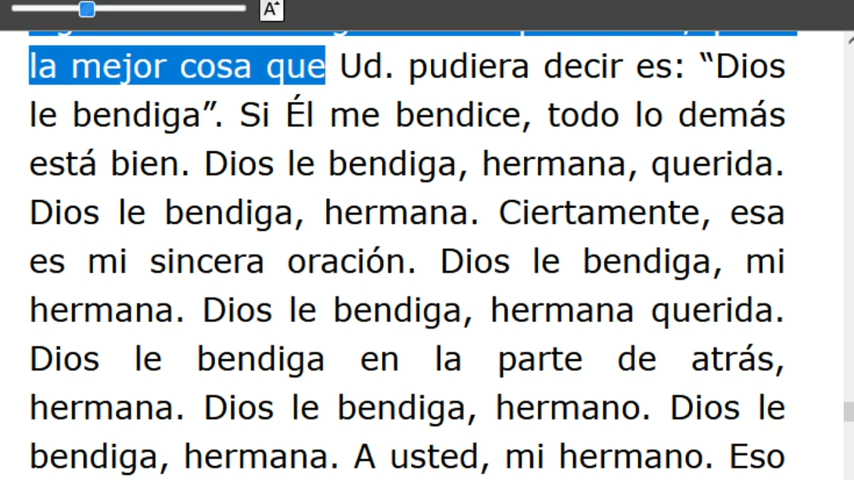 A
la mejor cosa que Ud. pudiera decir es: “Dios
le bendiga”. Si Él me bendice, todo lo demás
está bien. Dios le bendiga, hermana, querida.
Dios le bendiga, hermana. Ciertamente, esa
es mi sincera oración. Dios le bendiga, mi
hermana. Dios le bendiga, hermana querida.
Dios le bendiga en la parte de atrás,
hermana. Dios le bendiga, hermano. Dios le
bendiga, hermana. A usted, mi hermano. Eso